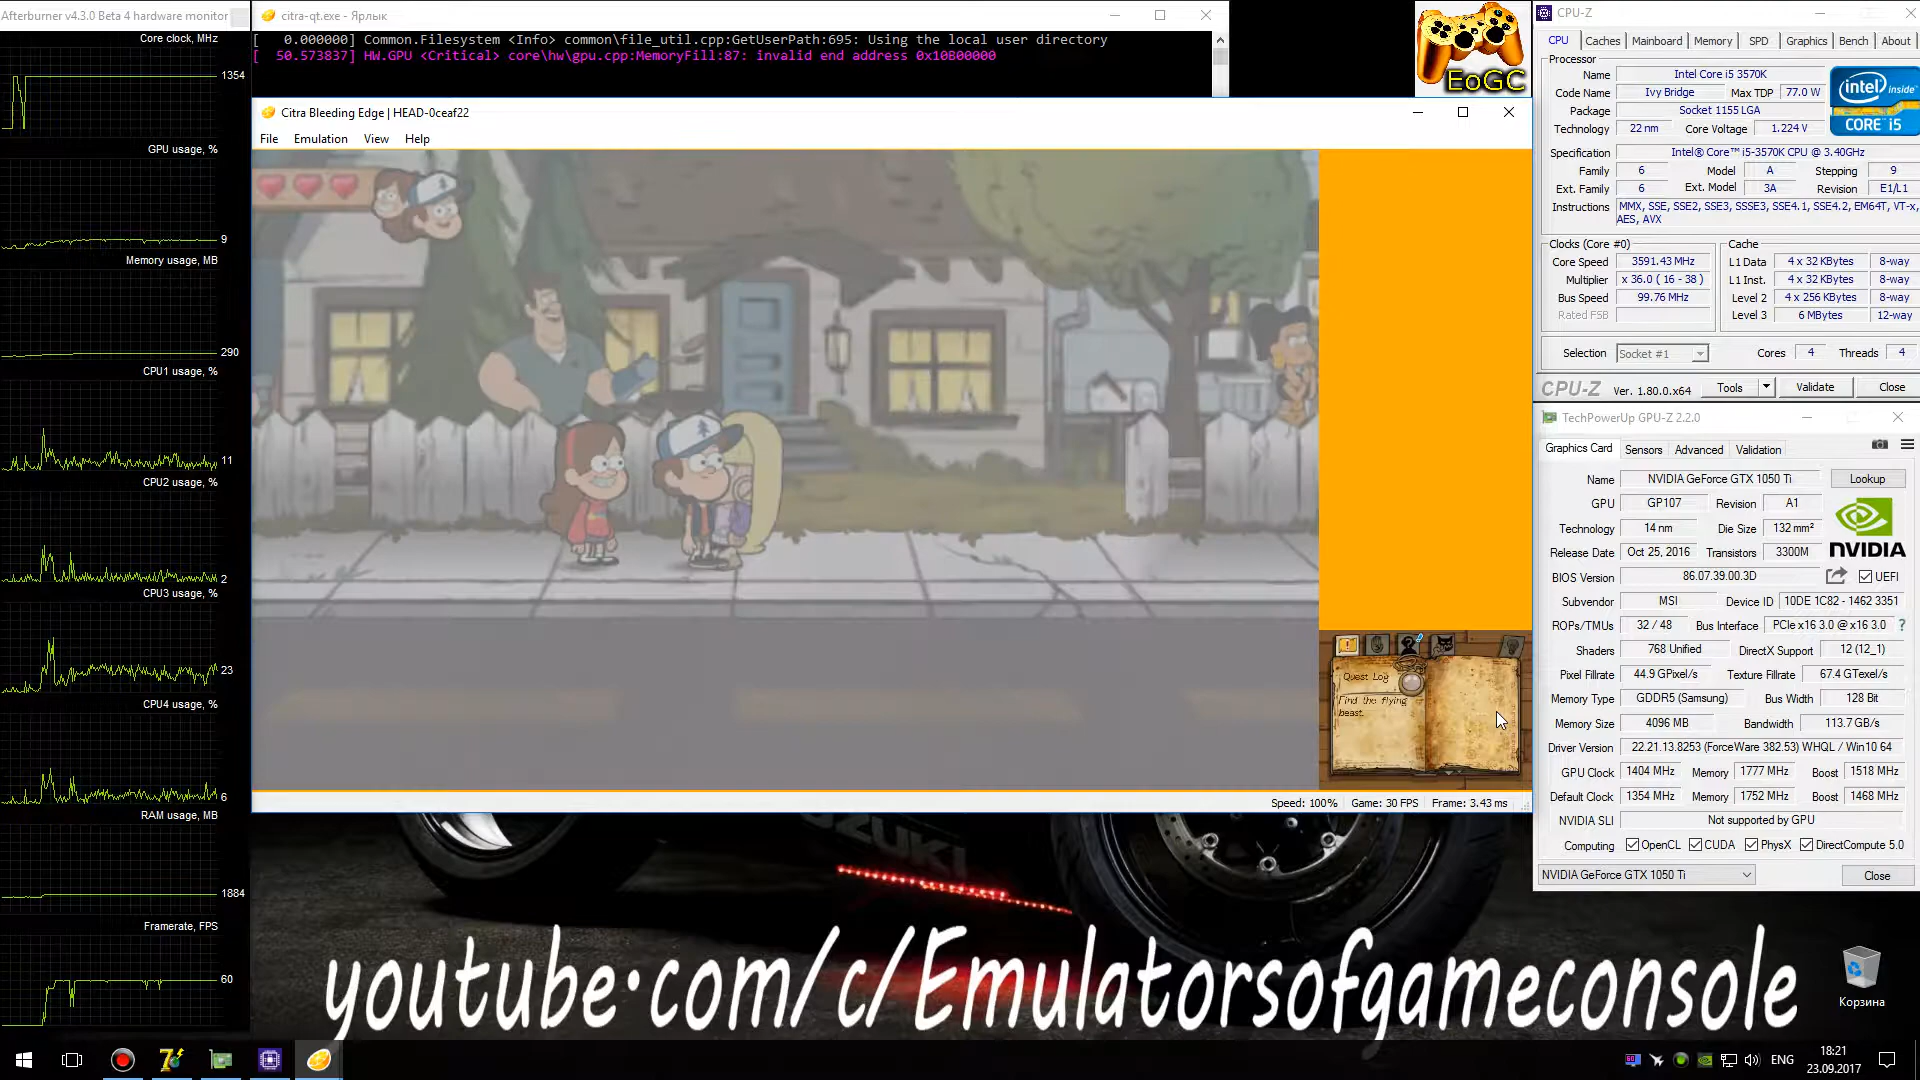 Afterburner v4.3.0 Beta 4 hardware monitor
Core clock, MHz
1354
GPU usage, %
9
Memory usage, MB
290
CPU1 usage, %
11
CPU2 usage, %
2
CPU3 usage, %
23
CPU4 usage, %
6
RAM usage, MB
1884
Framerate, FPS
60
citra-qt.exe - Ярлык
[ 0.000000] Common.Filesystem <Info> common\file_util.cpp:GetUserPath:695: Using the local user directory
[ 50.573837] HW.GPU <Critical> core\hw\gpu.cpp:MemoryFill:87: invalid end address 0x10B00000
EoGC
Citra Bleeding Edge | HEAD-0ceaf22
File Emulation View Help
Quest Log
Find the flying
beast.
Speed: 100% Game: 30 FPS Frame: 3.43 ms
CPU-Z
CPU Caches Mainboard Memory SPD Graphics Bench About
Processor
Name Intel Core i5 3570K
Code Name Ivy Bridge Max TDP 77.0 W
Package Socket 1155 LGA
Technology 22 nm Core Voltage 1.224 V
intel inside™
CORE™ i5
Specification Intel® Core™ i5-3570K CPU @ 3.40GHz
Family 6 Model A Stepping 9
Ext. Family 6 Ext. Model 3A Revision E1/L1
Instructions MMX, SSE, SSE2, SSE3, SSSE3, SSE4.1, SSE4.2, EM64T, VT-x,
AES, AVX
Clocks (Core #0) Cache
Core Speed 3591.43 MHz L1 Data 4 x 32 KBytes 8-way
Multiplier x 36.0 ( 16 - 38 ) L1 Inst. 4 x 32 KBytes 8-way
Bus Speed 99.76 MHz Level 2 4 x 256 KBytes 8-way
Rated FSB Level 3 6 MBytes 12-way
Selection Socket #1 Cores 4 Threads 4
CPU-Z Ver. 1.80.0.x64 Tools Validate Close
TechPowerUp GPU-Z 2.2.0
Graphics Card Sensors Advanced Validation
Name NVIDIA GeForce GTX 1050 Ti Lookup
GPU GP107 Revision A1
Technology 14 nm Die Size 132 mm²
Release Date Oct 25, 2016 Transistors 3300M
NVIDIA
BIOS Version 86.07.39.00.3D UEFI
Subvendor MSI Device ID 10DE 1C82 - 1462 3351
ROPs/TMUs 32 / 48 Bus Interface PCIe x16 3.0 @ x16 3.0 ?
Shaders 768 Unified DirectX Support 12 (12_1)
Pixel Fillrate 44.9 GPixel/s Texture Fillrate 67.4 GTexel/s
Memory Type GDDR5 (Samsung) Bus Width 128 Bit
Memory Size 4096 MB Bandwidth 113.7 GB/s
Driver Version 22.21.13.8253 (ForceWare 382.53) WHQL / Win10 64
GPU Clock 1404 MHz Memory 1777 MHz Boost 1518 MHz
Default Clock 1354 MHz Memory 1752 MHz Boost 1468 MHz
NVIDIA SLI Not supported by GPU
Computing OpenCL CUDA PhysX DirectCompute 5.0
NVIDIA GeForce GTX 1050 Ti Close
UZUKI
youtube.com/c/Emulatorsofgameconsole
Корзина
ENG
18:21
23.09.2017